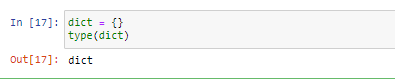 In [17]: dict = {}
type(dict)
Out[17]: dict